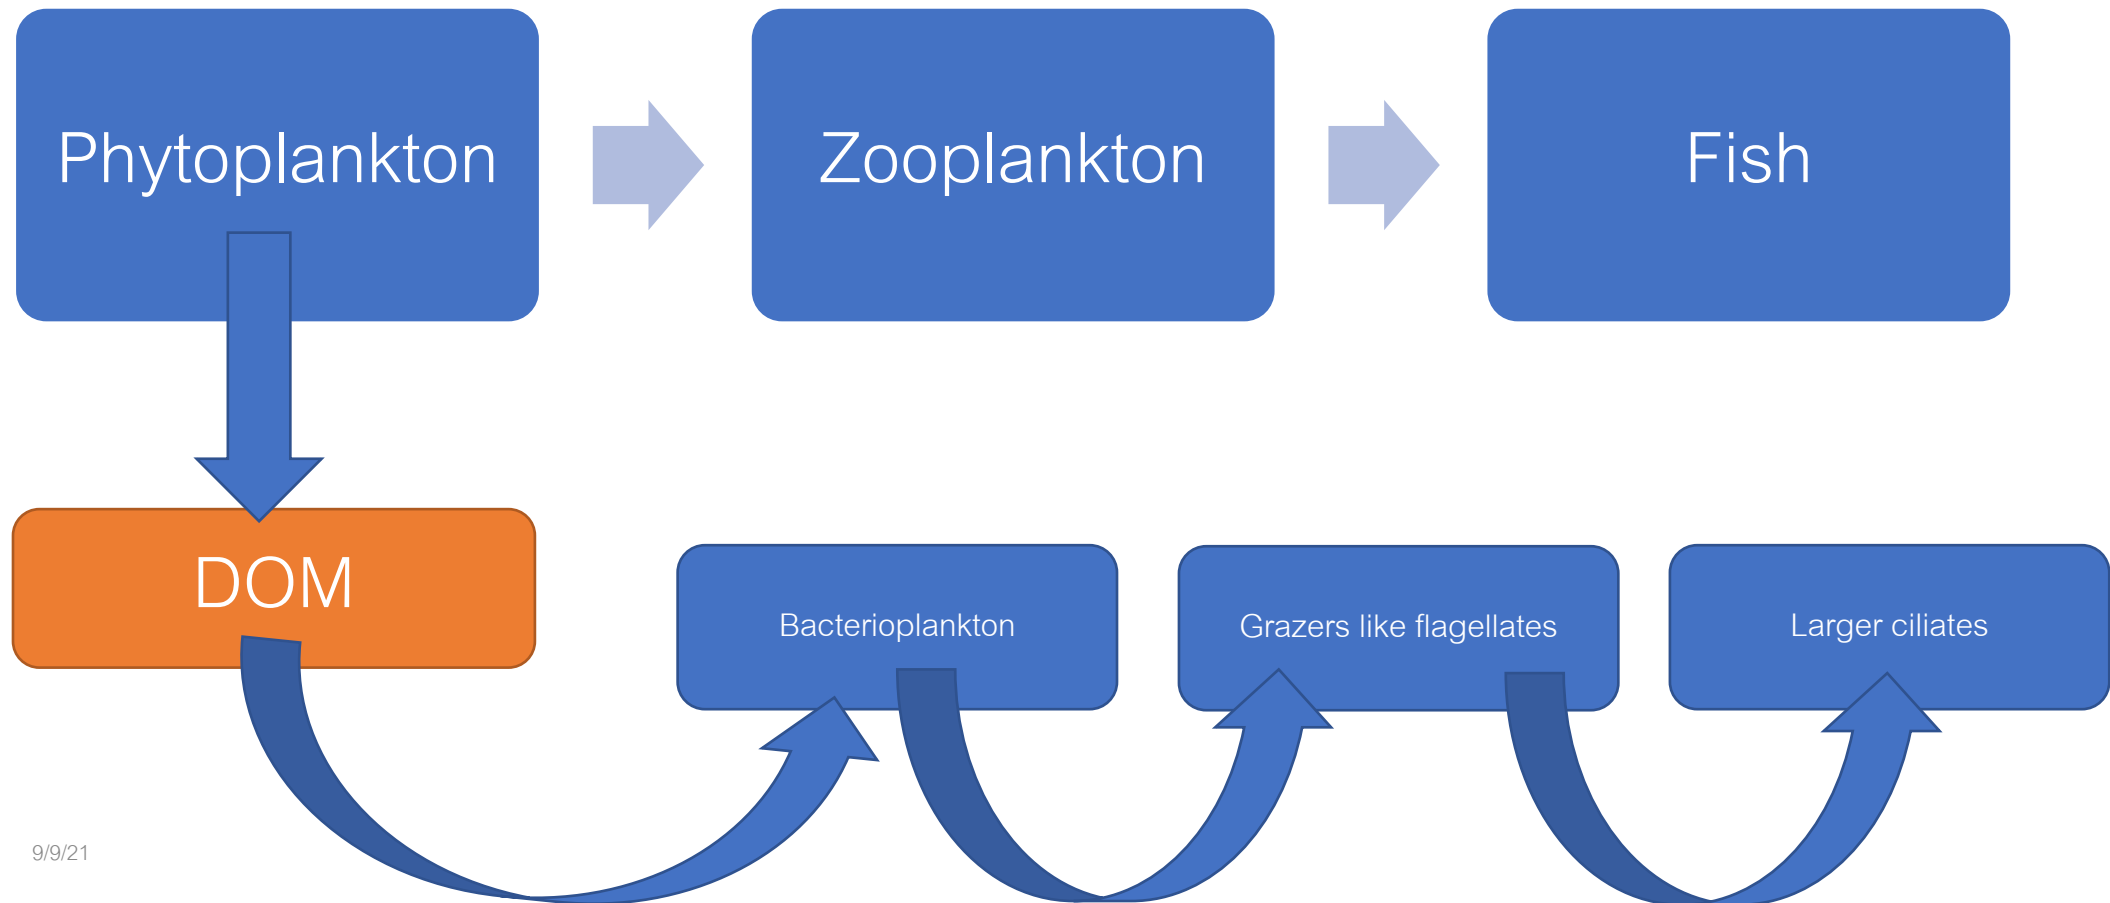 Phytoplankton
Zooplankton
Fish
DOM
Bacterioplankton
Grazers like flagellates
Larger ciliates
9/9/21